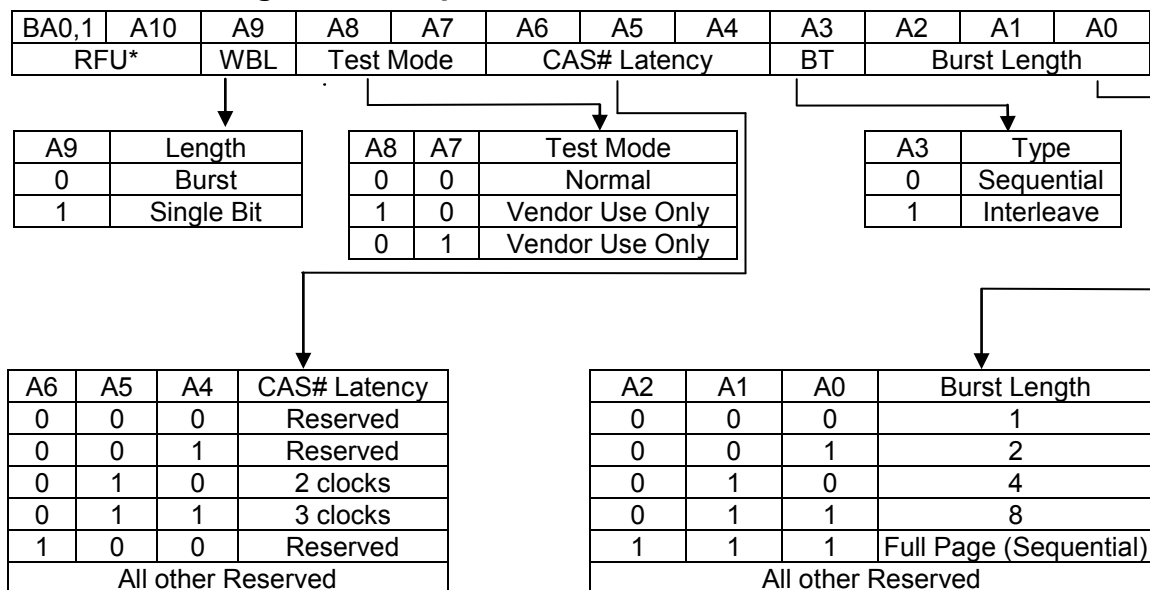 BA0,1 A10 A9 A8 A7 A6 A5 A4 A3 A2 A1 A0
RFU* WBL Test Mode CAS# Latency BT Burst Length
A9 Length
0 Burst
1 Single Bit
A8 A7 Test Mode
0 0 Normal
1 0 Vendor Use Only
0 1 Vendor Use Only
A3 Type
0 Sequential
1 Interleave
A6 A5 A4 CAS# Latency
0 0 0 Reserved
0 0 1 Reserved
0 1 0 2 clocks
0 1 1 3 clocks
1 0 0 Reserved
All other Reserved
A2 A1 A0 Burst Length
0 0 0 1
0 0 1 2
0 1 0 4
0 1 1 8
1 1 1 Full Page (Sequential)
All other Reserved